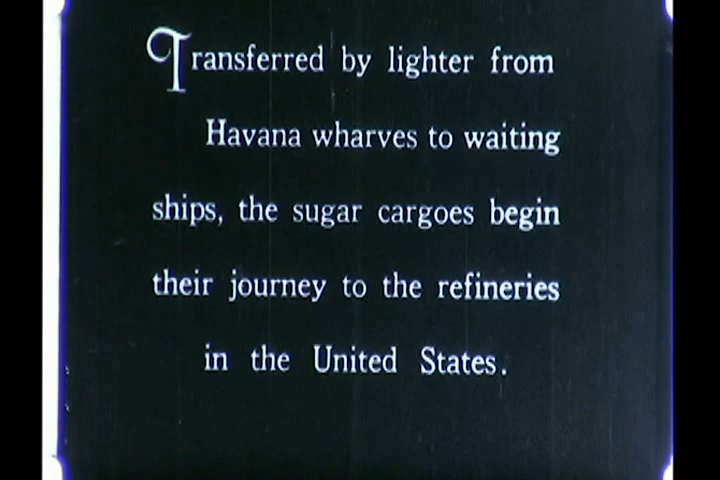 Transferred by lighter from
Havana wharves to waiting
ships, the sugar cargoes begin
their journey to the refineries
in the United States.